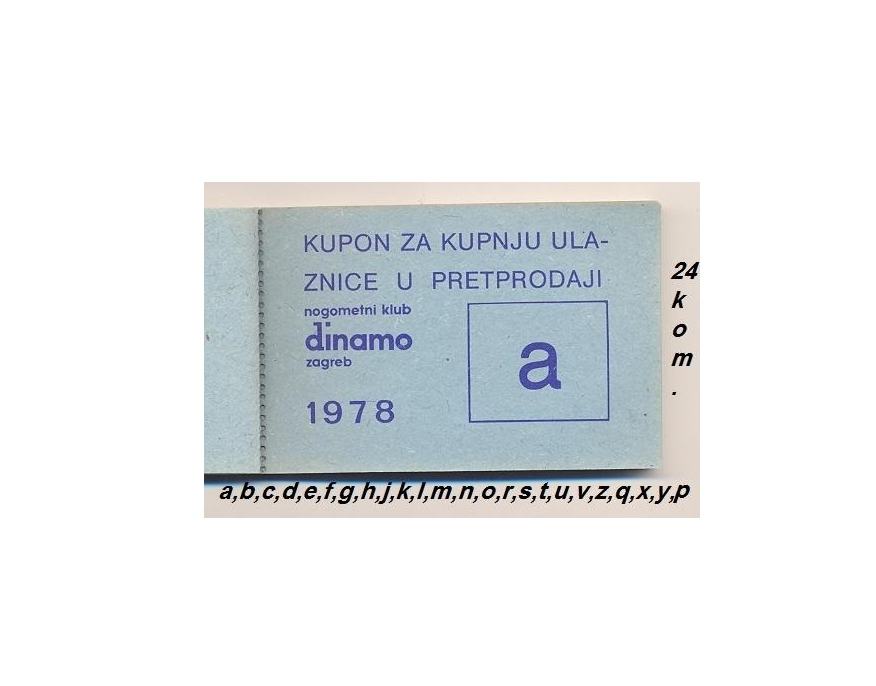 KUPON ZA KUPNJU ULA-
ZNICE U PRETPRODAJI
nogometni klub
dinamo
zagreb
1978
a
24
k
o
m
.
a,b,c,d,e,f,g,h,j,k,l,m,n,o,r,s,t,u,v,z,q,x,y,p